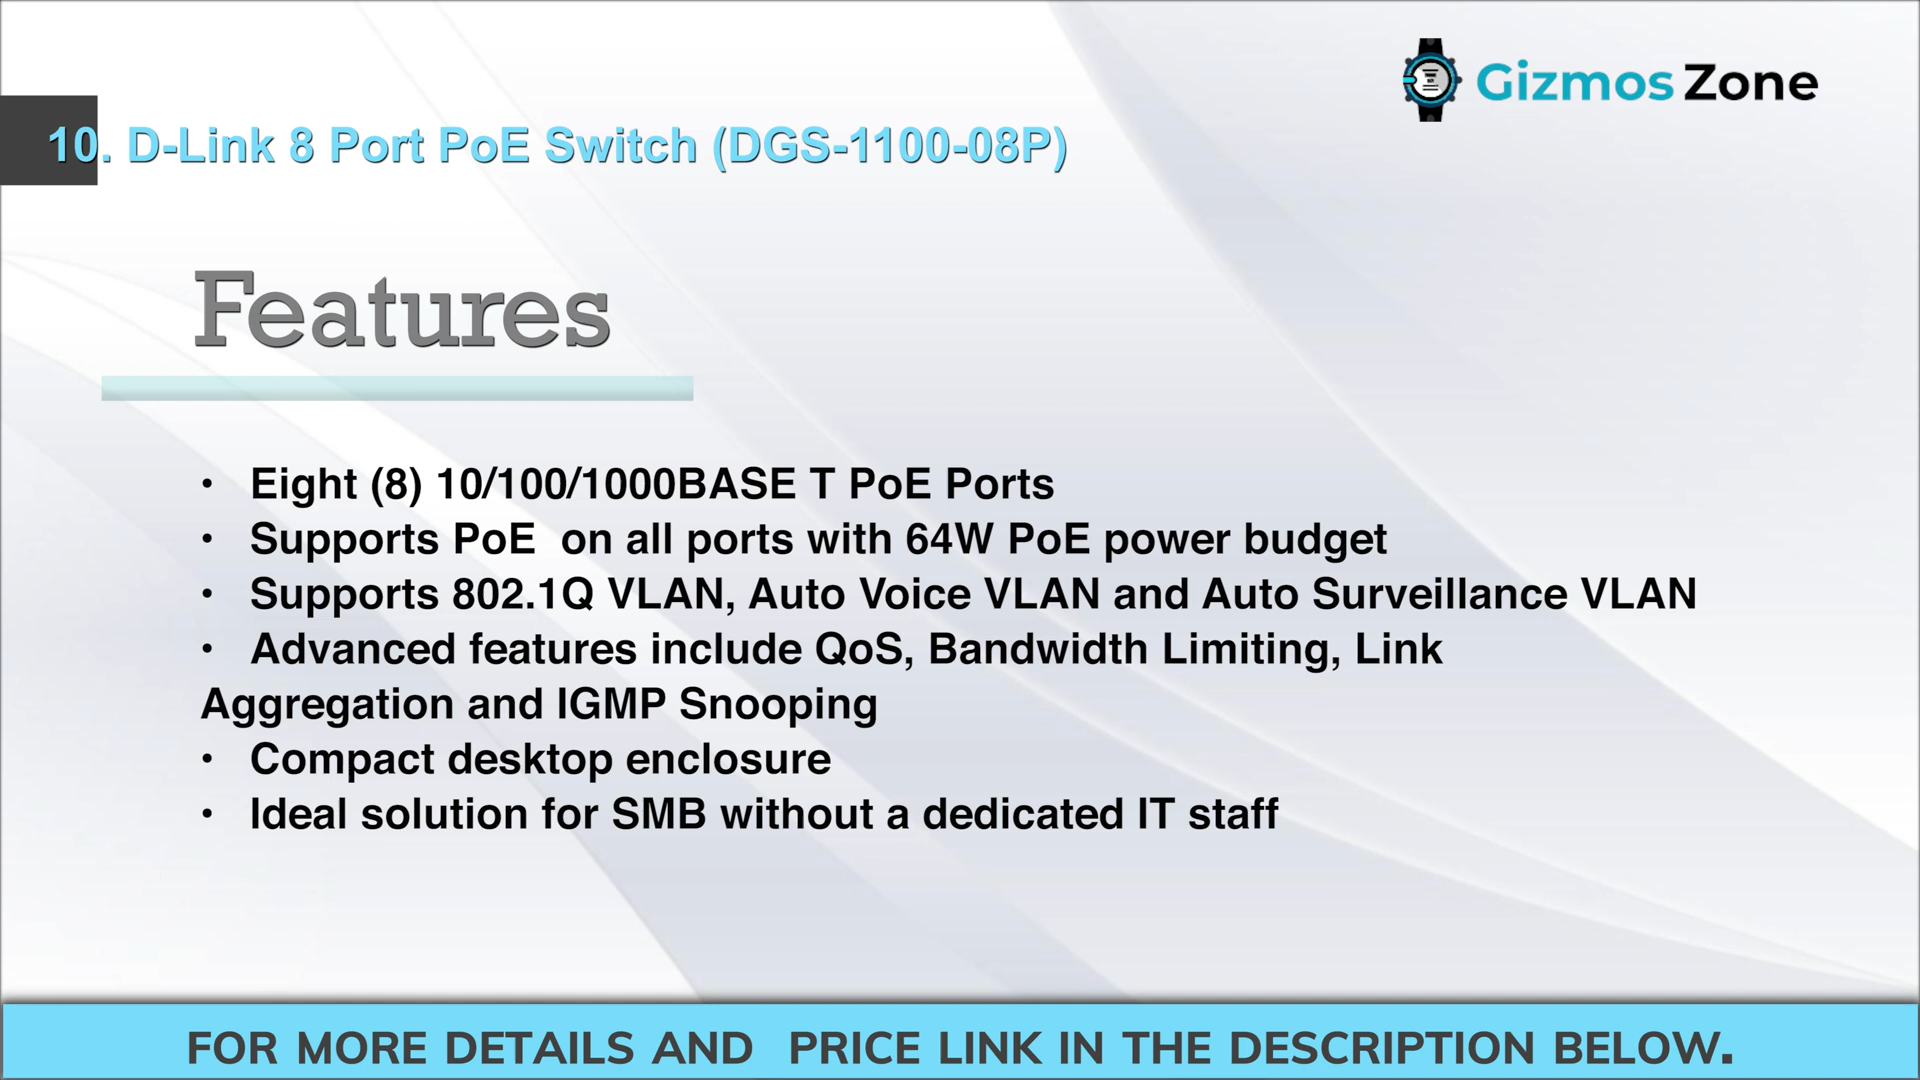 Gizmos Zone
10. D-Link 8 Port PoE Switch (DGS-1100-08P)
Features
• Eight (8) 10/100/1000BASE T PoE Ports
• Supports PoE  on all ports with 64W PoE power budget
• Supports 802.1Q VLAN, Auto Voice VLAN and Auto Surveillance VLAN
• Advanced features include QoS, Bandwidth Limiting, Link
Aggregation and IGMP Snooping
• Compact desktop enclosure
• Ideal solution for SMB without a dedicated IT staff
FOR MORE DETAILS AND  PRICE LINK IN THE DESCRIPTION BELOW.